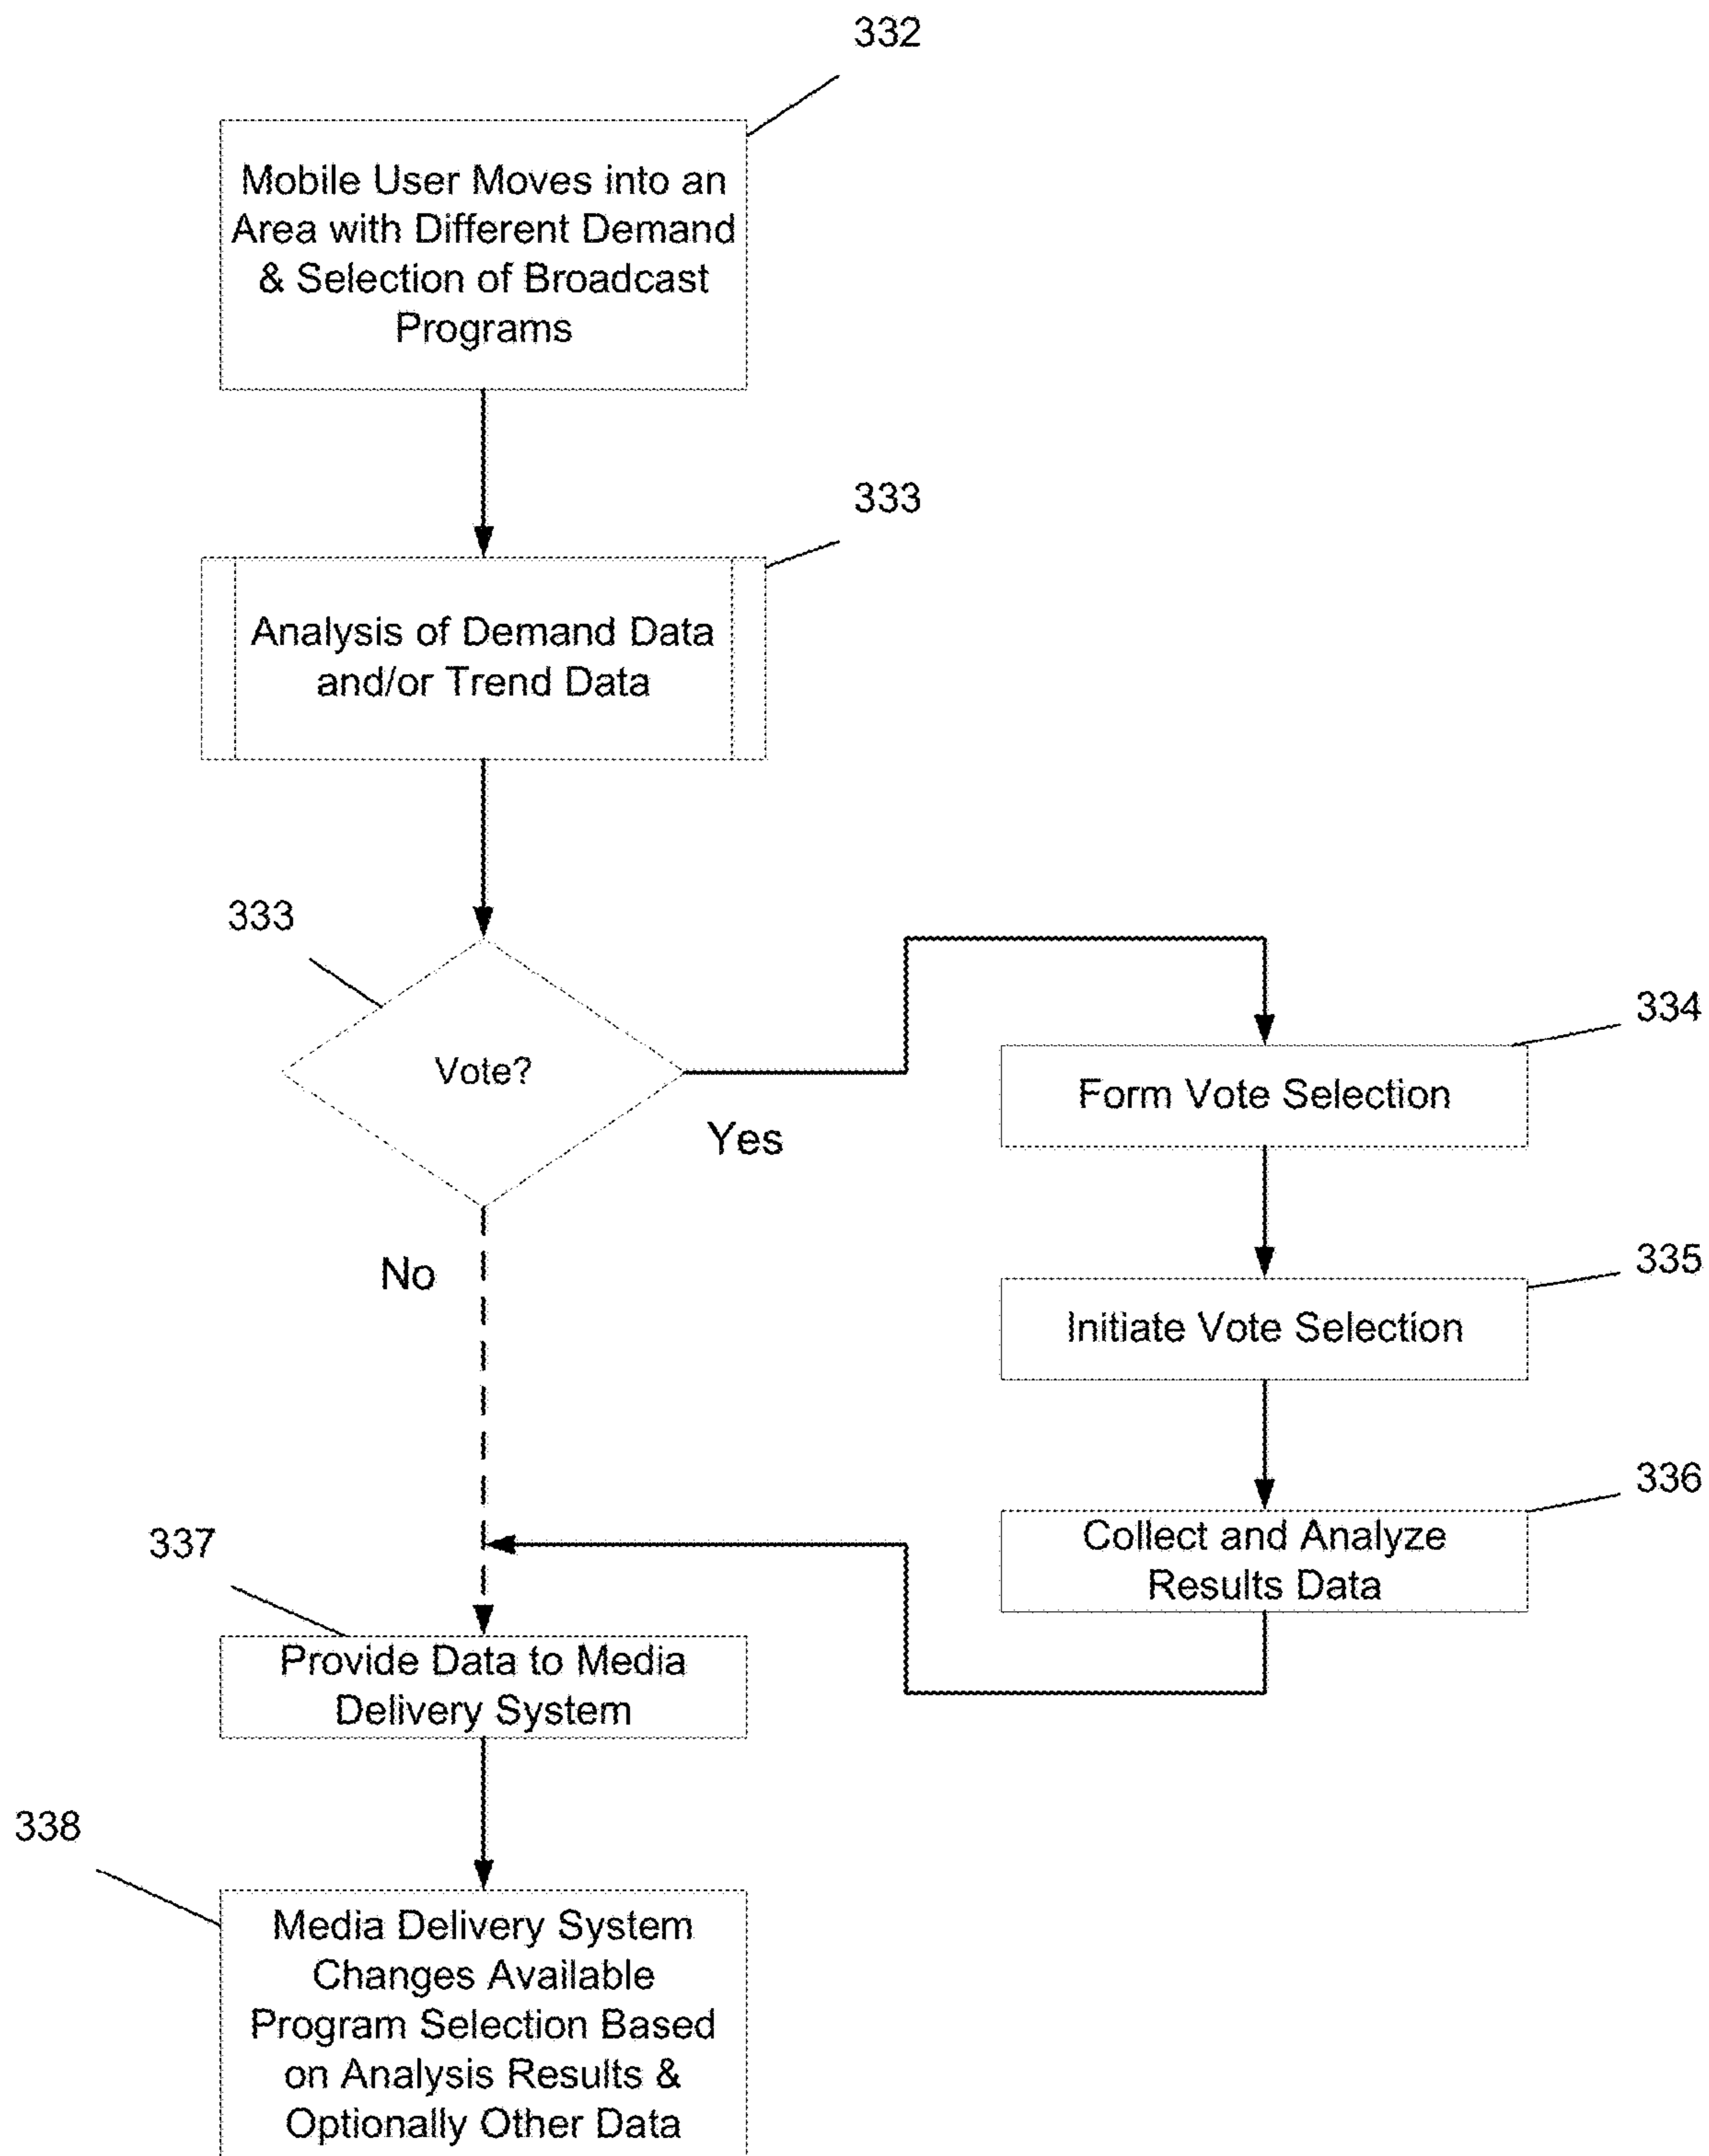 332
Mobile User Moves into an
Area with Different Demand
& Selection of Broadcast
Programs
333
Analysis of Demand Data
and/or Trend Data
333
Vote?
Yes
No
334
Form Vote Selection
335
Initiate Vote Selection
336
Collect and Analyze
Results Data
337
Provide Data to Media
Delivery System
338
Media Delivery System
Changes Available
Program Selection Based
on Analysis Results &
Optionally Other Data